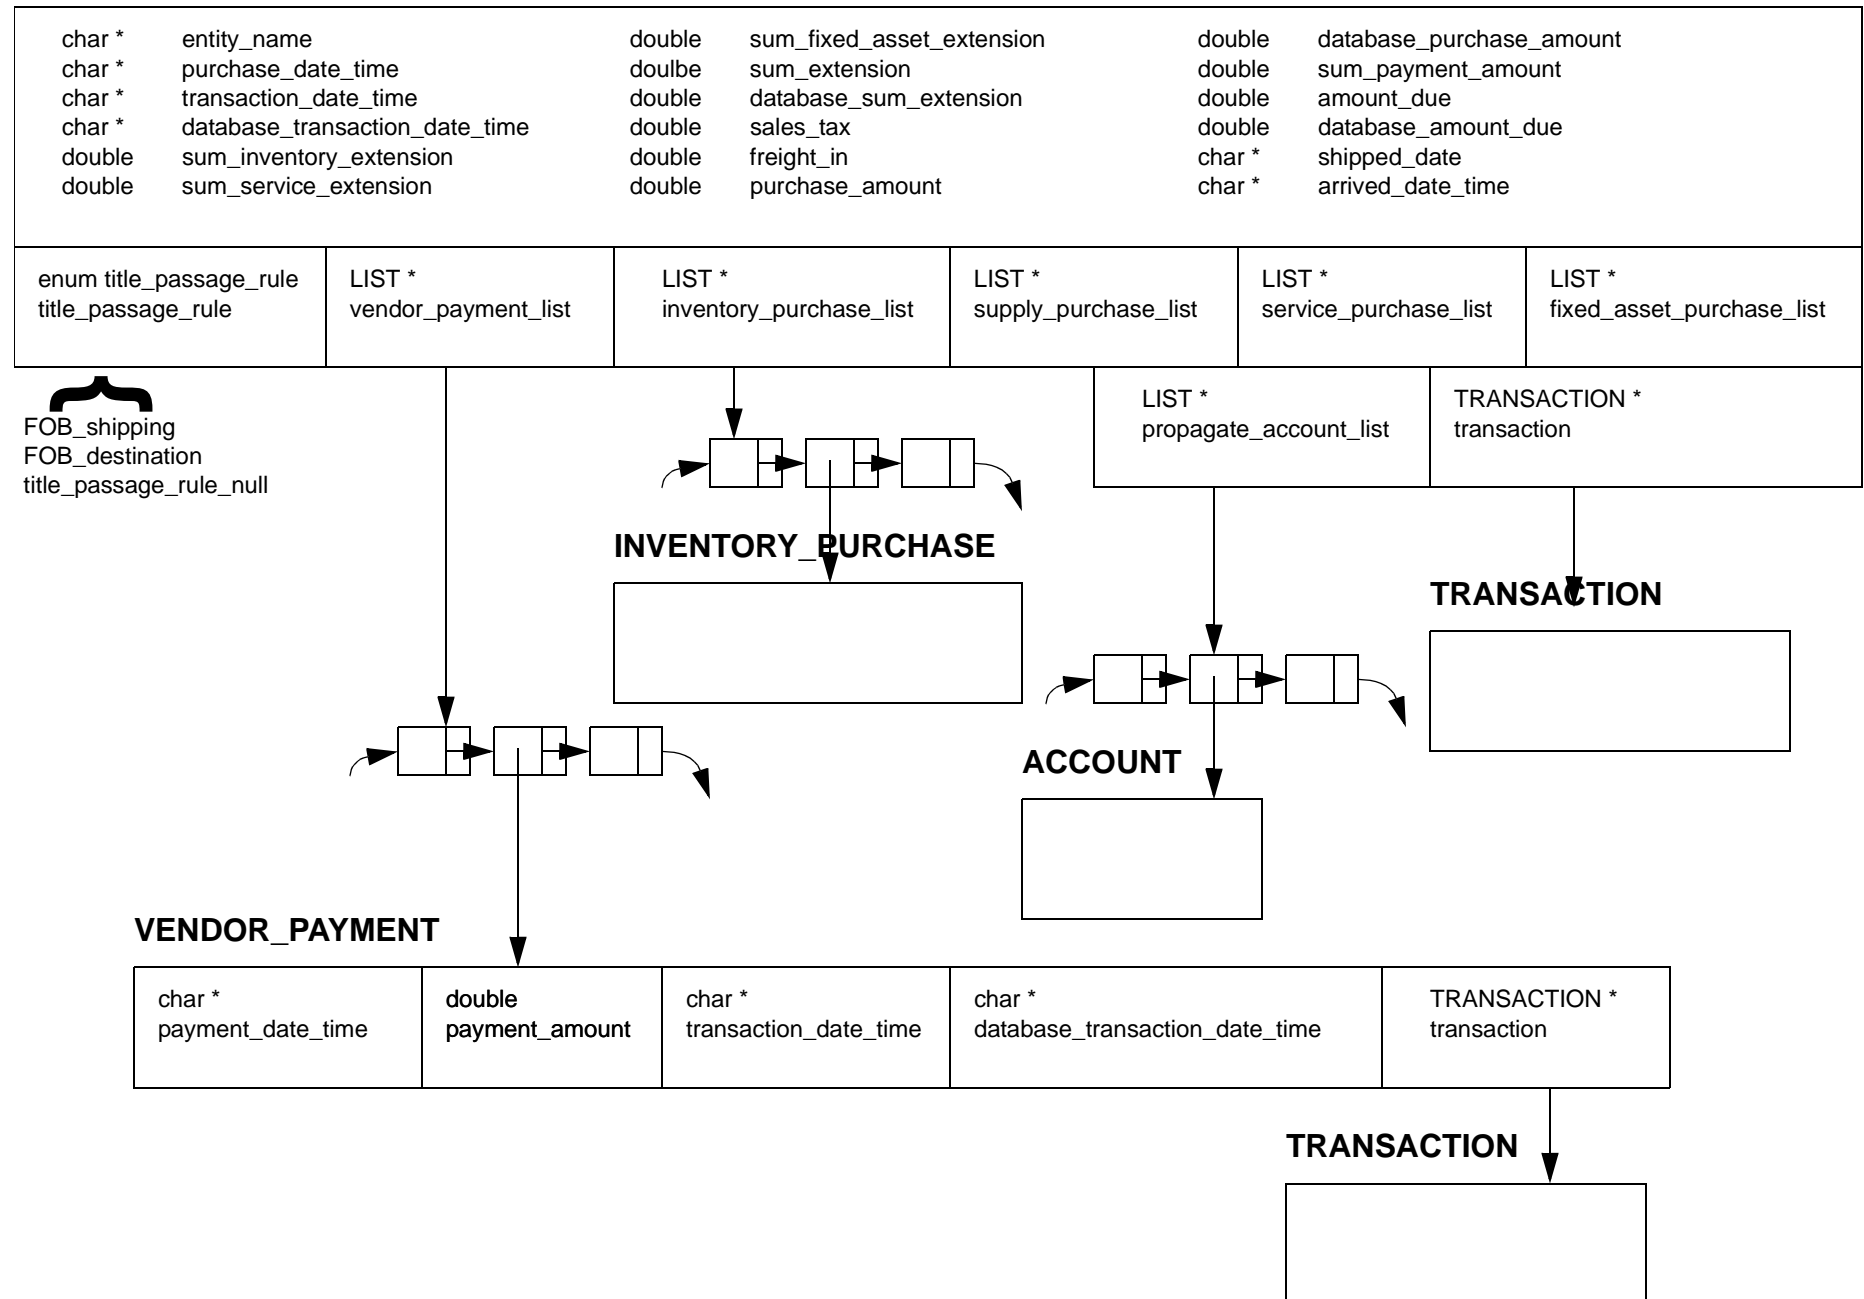 char * entity_name double sum_fixed_asset_extension double database_purchase_amount
char * purchase_date_time doulbe sum_extension double sum_payment_amount
char * transaction_date_time double database_sum_extension double amount_due
char * database_transaction_date_time double sales_tax double database_amount_due
double sum_inventory_extension double freight_in char * shipped_date
double sum_service_extension double purchase_amount char * arrived_date_time
enum title_passage_rule
title_passage_rule
LIST *
vendor_payment_list
LIST *
inventory_purchase_list
LIST *
supply_purchase_list
LIST *
service_purchase_list
LIST *
fixed_asset_purchase_list
FOB_shipping
FOB_destination
title_passage_rule_null
LIST *
propagate_account_list
TRANSACTION *
transaction
INVENTORY_PURCHASE
TRANSACTION
ACCOUNT
VENDOR_PAYMENT
char *
payment_date_time
double
payment_amount
char *
transaction_date_time
char *
database_transaction_date_time
TRANSACTION *
transaction
TRANSACTION